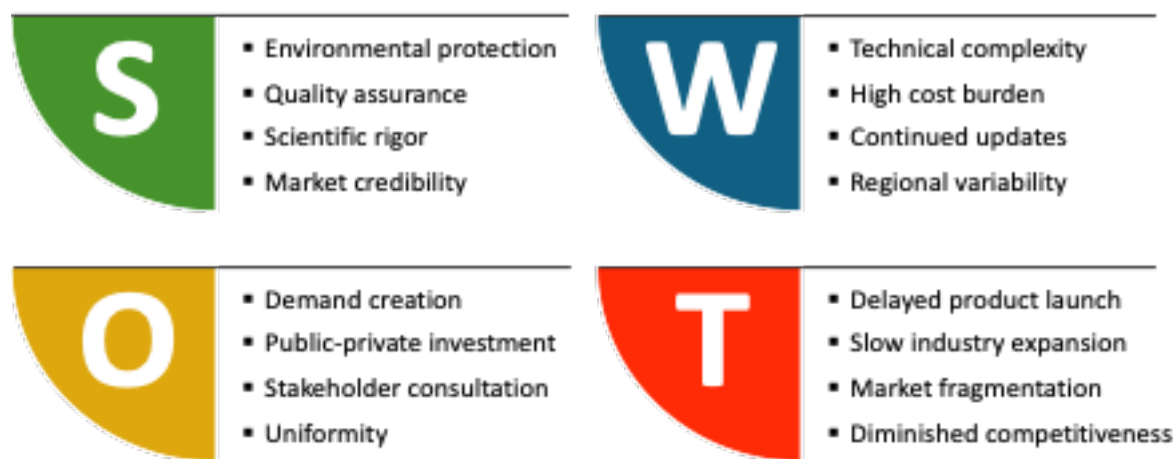 S
▪ Environmental protection
▪ Quality assurance
▪ Scientific rigor
▪ Market credibility
W
▪ Technical complexity
▪ High cost burden
▪ Continued updates
▪ Regional variability
O
▪ Demand creation
▪ Public-private investment
▪ Stakeholder consultation
▪ Uniformity
T
▪ Delayed product launch
▪ Slow industry expansion
▪ Market fragmentation
▪ Diminished competitiveness